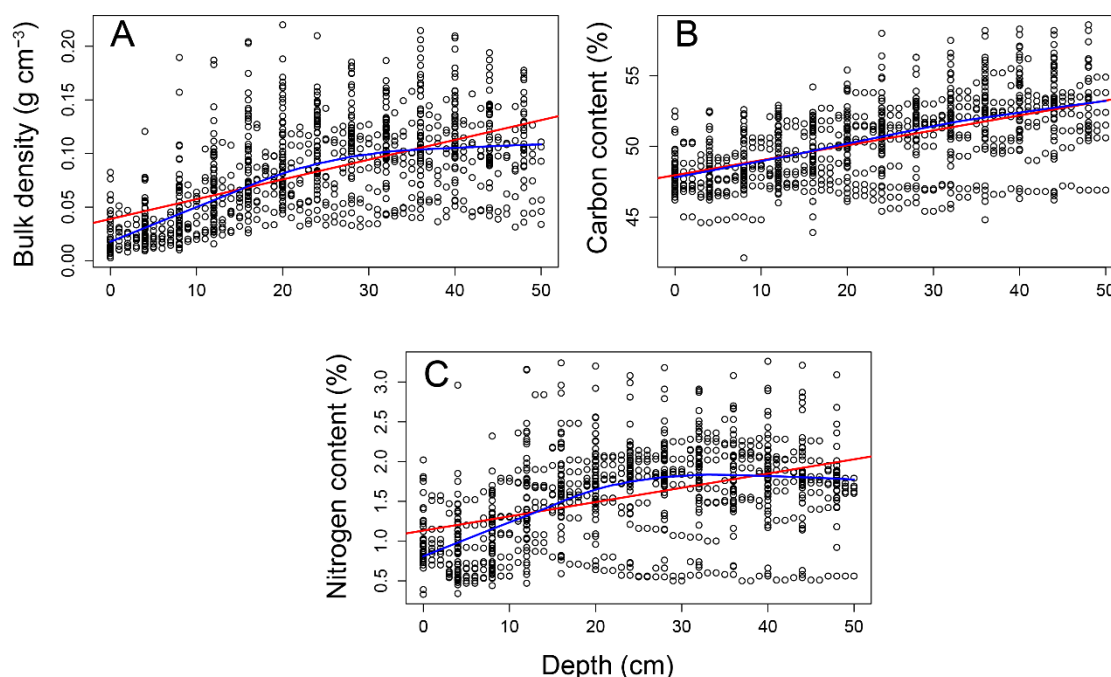 A
Bulk density (g cm⁻³)
0.20
0.15
0.10
0.05
0.00
0 10 20 30 40 50
B
Carbon content (%)
55
50
45
0 10 20 30 40 50
C
Nitrogen content (%)
3.0
2.5
2.0
1.5
1.0
0.5
0 10 20 30 40 50
Depth (cm)